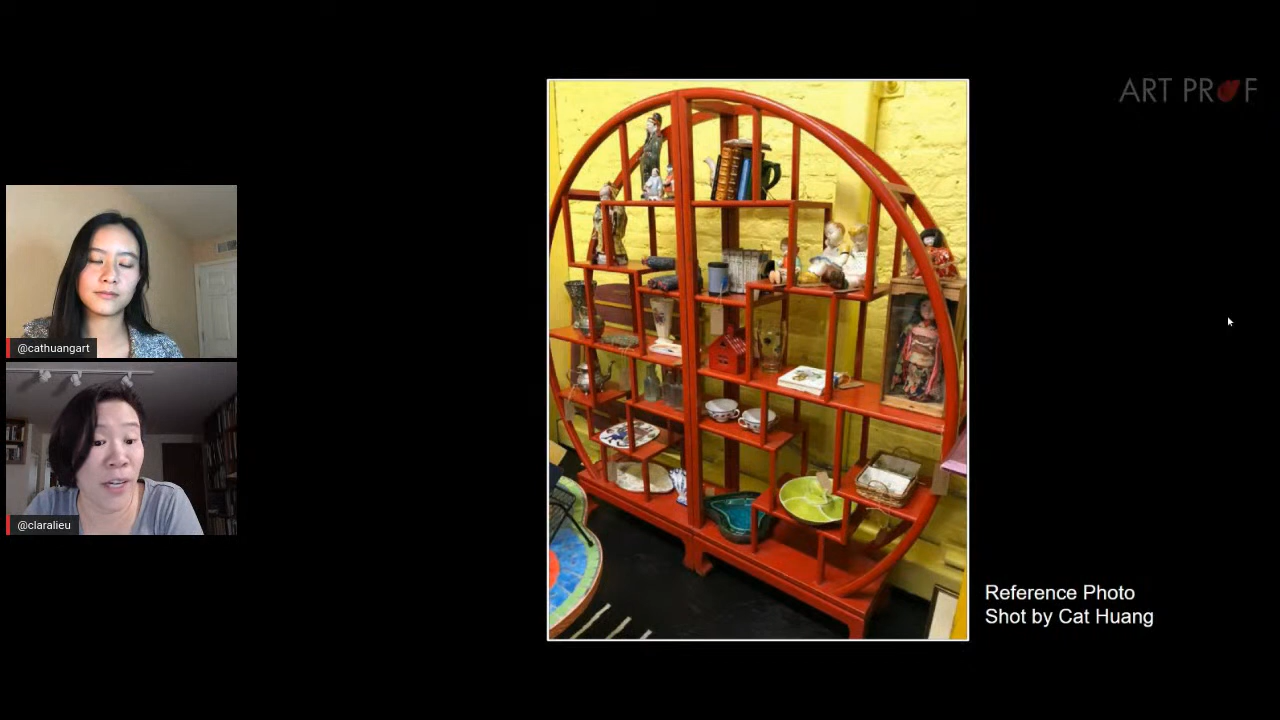 ART PROF
@cathuangart
@claralieu
Reference Photo
Shot by Cat Huang